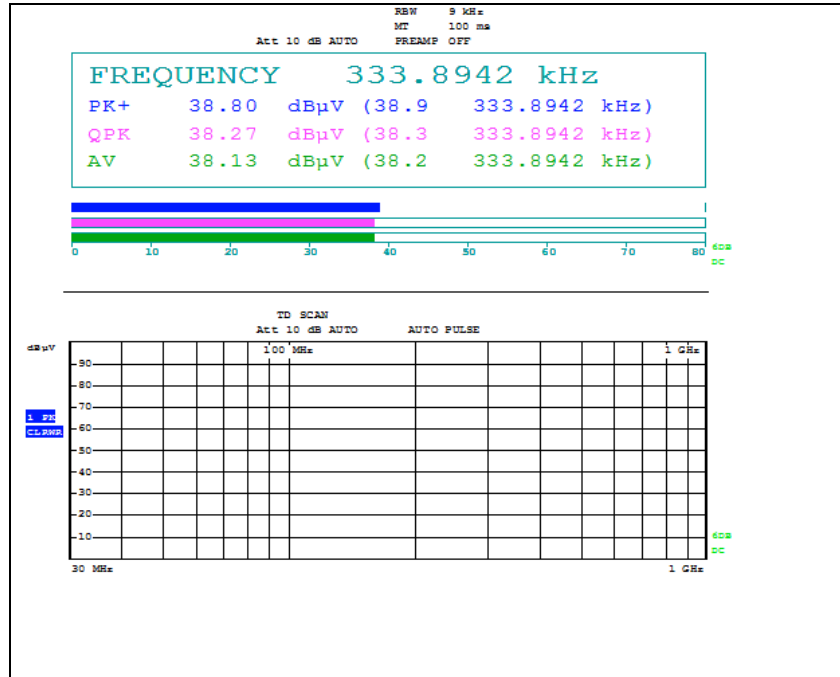 RBW 9 kHz
MT 100 ms
Att 10 dB AUTO PREAMP OFF
FREQUENCY 333.8942 kHz
PK+ 38.80 dBµV (38.9 333.8942 kHz)
QPK 38.27 dBµV (38.3 333.8942 kHz)
AV 38.13 dBµV (38.2 333.8942 kHz)
0 10 20 30 40 50 60 70 80
6DB
DC
TD SCAN
Att 10 dB AUTO AUTO PULSE
dBµV
100 MHz 1 GHz
90
80
70
1 PK
CLRWR
60
50
40
30
20
10
6DB
DC
30 MHz 1 GHz